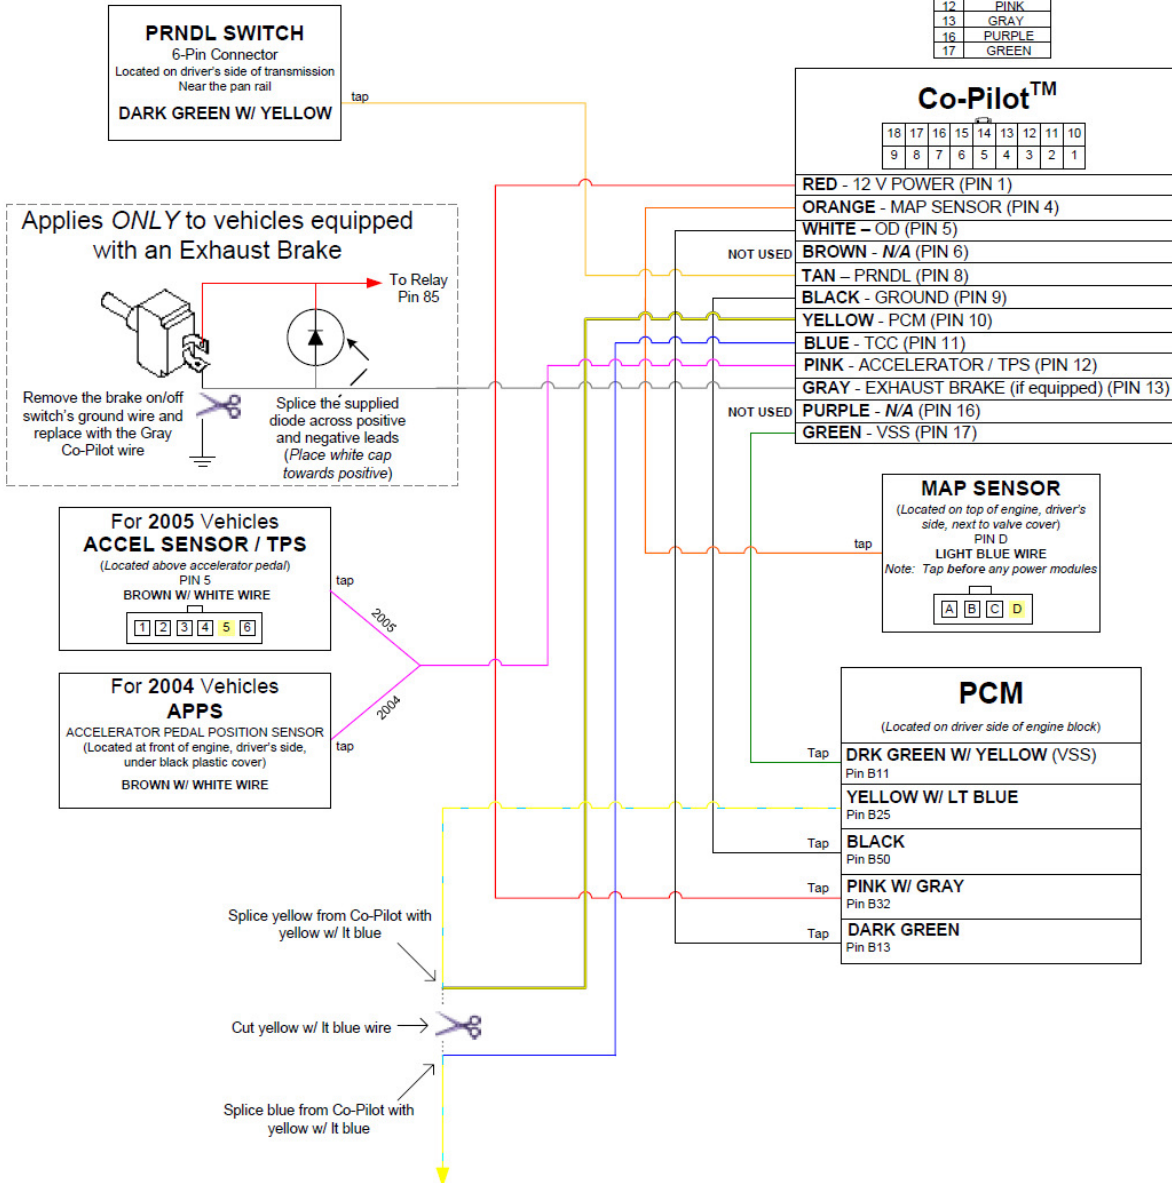 12 PINK
13 GRAY
16 PURPLE
17 GREEN
PRNDL SWITCH
6-Pin Connector
Located on driver's side of transmission
Near the pan rail
DARK GREEN W/ YELLOW
tap
Co-Pilot™
18 17 16 15 14 13 12 11 10
9 8 7 6 5 4 3 2 1
RED - 12 V POWER (PIN 1)
ORANGE - MAP SENSOR (PIN 4)
WHITE – OD (PIN 5)
NOT USED
BROWN - N/A (PIN 6)
TAN – PRNDL (PIN 8)
BLACK - GROUND (PIN 9)
YELLOW - PCM (PIN 10)
BLUE - TCC (PIN 11)
PINK - ACCELERATOR / TPS (PIN 12)
GRAY - EXHAUST BRAKE (if equipped) (PIN 13)
NOT USED
PURPLE - N/A (PIN 16)
GREEN - VSS (PIN 17)
Applies ONLY to vehicles equipped
with an Exhaust Brake
To Relay
Pin 85
Remove the brake on/off
switch's ground wire and
replace with the Gray
Co-Pilot wire
Splice the supplied
diode across positive
and negative leads
(Place white cap
towards positive)
For 2005 Vehicles
ACCEL SENSOR / TPS
(Located above accelerator pedal)
PIN 5
BROWN W/ WHITE WIRE
1 2 3 4 5 6
tap
2005
For 2004 Vehicles
APPS
ACCELERATOR PEDAL POSITION SENSOR
(Located at front of engine, driver's side,
under black plastic cover)
BROWN W/ WHITE WIRE
2004
tap
tap
MAP SENSOR
(Located on top of engine, driver's
side, next to valve cover)
PIN D
LIGHT BLUE WIRE
Note: Tap before any power modules
A B C D
PCM
(Located on driver side of engine block)
Tap
DRK GREEN W/ YELLOW (VSS)
Pin B11
YELLOW W/ LT BLUE
Pin B25
Tap
BLACK
Pin B50
Tap
PINK W/ GRAY
Pin B32
Tap
DARK GREEN
Pin B13
Splice yellow from Co-Pilot with
yellow w/ lt blue
Cut yellow w/ lt blue wire
Splice blue from Co-Pilot with
yellow w/ lt blue